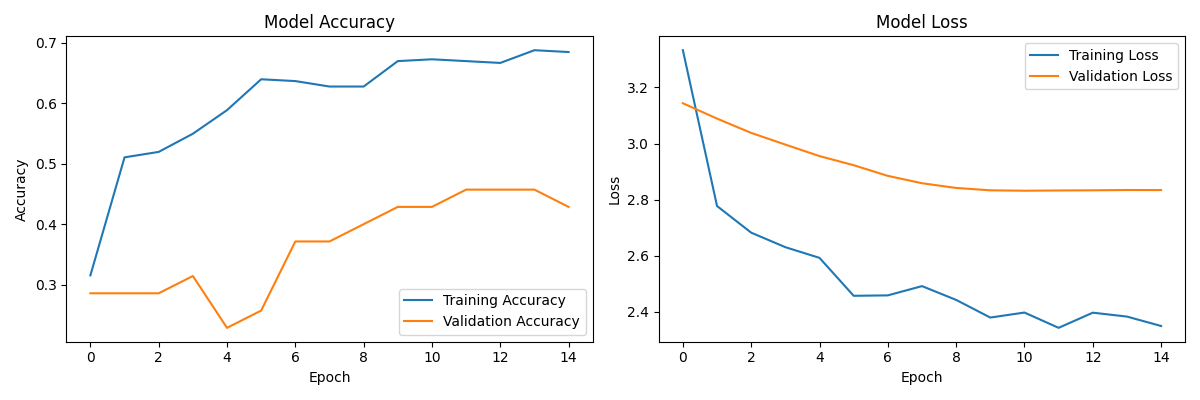 Model Accuracy
0.7
0.6
0.5
0.4
0.3
Accuracy
Training Accuracy
Validation Accuracy
0 2 4 6 8 10 12 14
Epoch
Model Loss
Training Loss
Validation Loss
3.2
3.0
2.8
2.6
2.4
Loss
0 2 4 6 8 10 12 14
Epoch